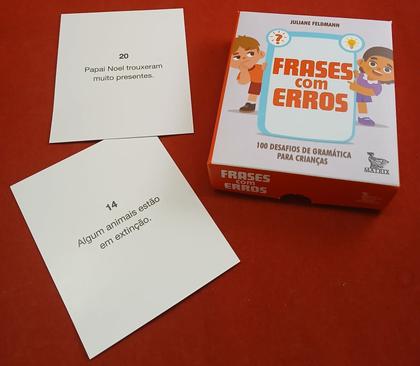 20
Papai Noel trouxeram
muito presentes.
14
Algum animais estão
em extinção.
JULIANE FELDMANN
?
FRASES
com
ERROS
100 DESAFIOS DE GRAMÁTICA
PARA CRIANÇAS
MATRIX
FRASES
com
ERROS